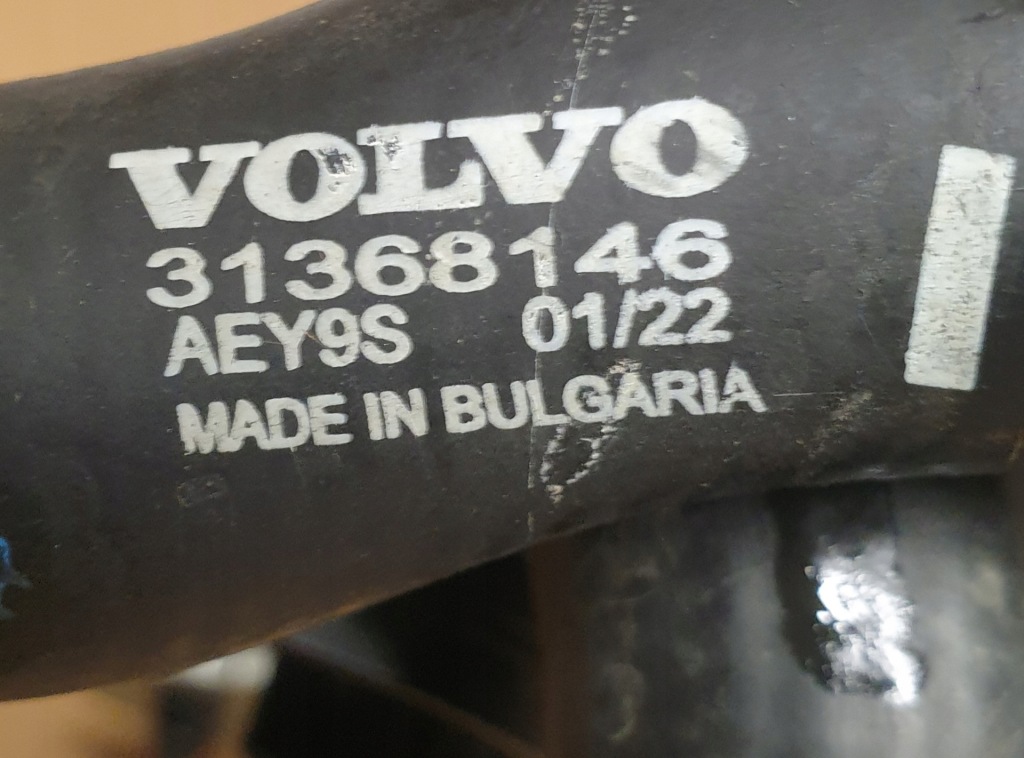 VOLVO
31368146
AEY9S 01/22
MADE IN BULGARIA